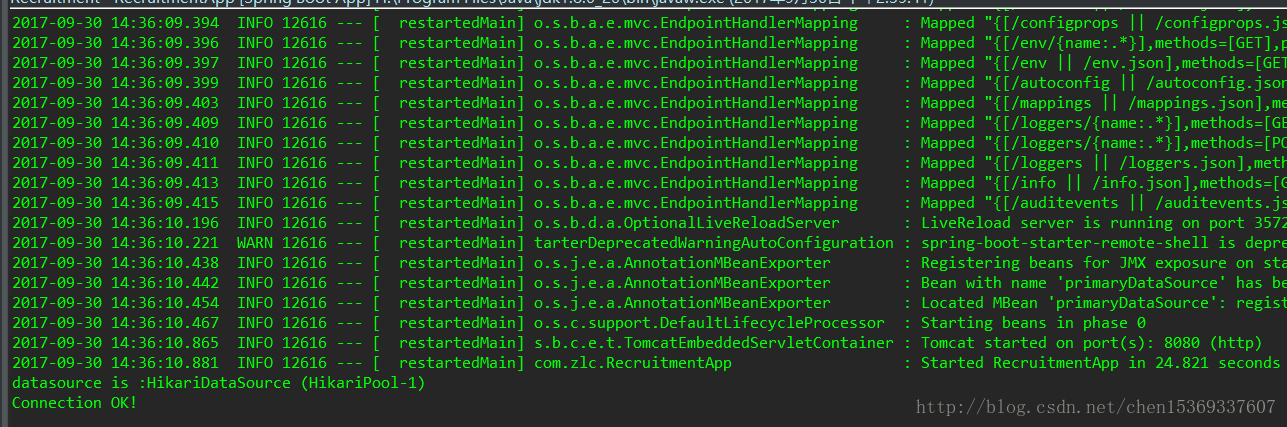 2017-09-30 14:36:09.394  INFO 12616 --- [  restartedMain] o.s.b.a.e.mvc.EndpointHandlerMapping     : Mapped "{[/configprops || /configprops.js
2017-09-30 14:36:09.396  INFO 12616 --- [  restartedMain] o.s.b.a.e.mvc.EndpointHandlerMapping     : Mapped "{[/env/{name:.*}],methods=[GET],p
2017-09-30 14:36:09.397  INFO 12616 --- [  restartedMain] o.s.b.a.e.mvc.EndpointHandlerMapping     : Mapped "{[/env || /env.json],methods=[GET
2017-09-30 14:36:09.399  INFO 12616 --- [  restartedMain] o.s.b.a.e.mvc.EndpointHandlerMapping     : Mapped "{[/autoconfig || /autoconfig.json
2017-09-30 14:36:09.403  INFO 12616 --- [  restartedMain] o.s.b.a.e.mvc.EndpointHandlerMapping     : Mapped "{[/mappings || /mappings.json],me
2017-09-30 14:36:09.409  INFO 12616 --- [  restartedMain] o.s.b.a.e.mvc.EndpointHandlerMapping     : Mapped "{[/loggers/{name:.*}],methods=[GE
2017-09-30 14:36:09.410  INFO 12616 --- [  restartedMain] o.s.b.a.e.mvc.EndpointHandlerMapping     : Mapped "{[/loggers/{name:.*}],methods=[PO
2017-09-30 14:36:09.411  INFO 12616 --- [  restartedMain] o.s.b.a.e.mvc.EndpointHandlerMapping     : Mapped "{[/loggers || /loggers.json],meth
2017-09-30 14:36:09.413  INFO 12616 --- [  restartedMain] o.s.b.a.e.mvc.EndpointHandlerMapping     : Mapped "{[/info || /info.json],methods=[G
2017-09-30 14:36:09.415  INFO 12616 --- [  restartedMain] o.s.b.a.e.mvc.EndpointHandlerMapping     : Mapped "{[/auditevents || /auditevents.js
2017-09-30 14:36:10.196  INFO 12616 --- [  restartedMain] o.s.b.d.a.OptionalLiveReloadServer       : LiveReload server is running on port 3572
2017-09-30 14:36:10.221  WARN 12616 --- [  restartedMain] tarterDeprecatedWarningAutoConfiguration : spring-boot-starter-remote-shell is depre
2017-09-30 14:36:10.438  INFO 12616 --- [  restartedMain] o.s.j.e.a.AnnotationMBeanExporter        : Registering beans for JMX exposure on sta
2017-09-30 14:36:10.442  INFO 12616 --- [  restartedMain] o.s.j.e.a.AnnotationMBeanExporter        : Bean with name 'primaryDataSource' has be
2017-09-30 14:36:10.454  INFO 12616 --- [  restartedMain] o.s.j.e.a.AnnotationMBeanExporter        : Located MBean 'primaryDataSource': regist
2017-09-30 14:36:10.467  INFO 12616 --- [  restartedMain] o.s.c.support.DefaultLifecycleProcessor  : Starting beans in phase 0
2017-09-30 14:36:10.865  INFO 12616 --- [  restartedMain] s.b.c.e.t.TomcatEmbeddedServletContainer : Tomcat started on port(s): 8080 (http)
2017-09-30 14:36:10.881  INFO 12616 --- [  restartedMain] com.zlc.RecruitmentApp                   : Started RecruitmentApp in 24.821 seconds
datasource is :HikariDataSource (HikariPool-1)
Connection OK!
http://blog.csdn.net/chen15369337607